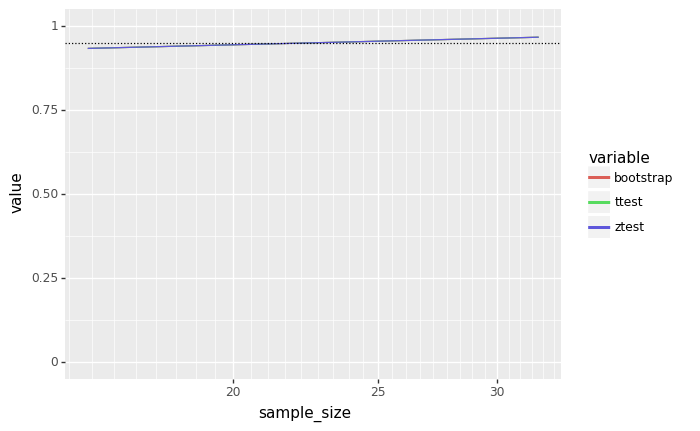 1
0.75
0.50
0.25
0
value
20
25
30
sample_size
variable
bootstrap
ttest
ztest